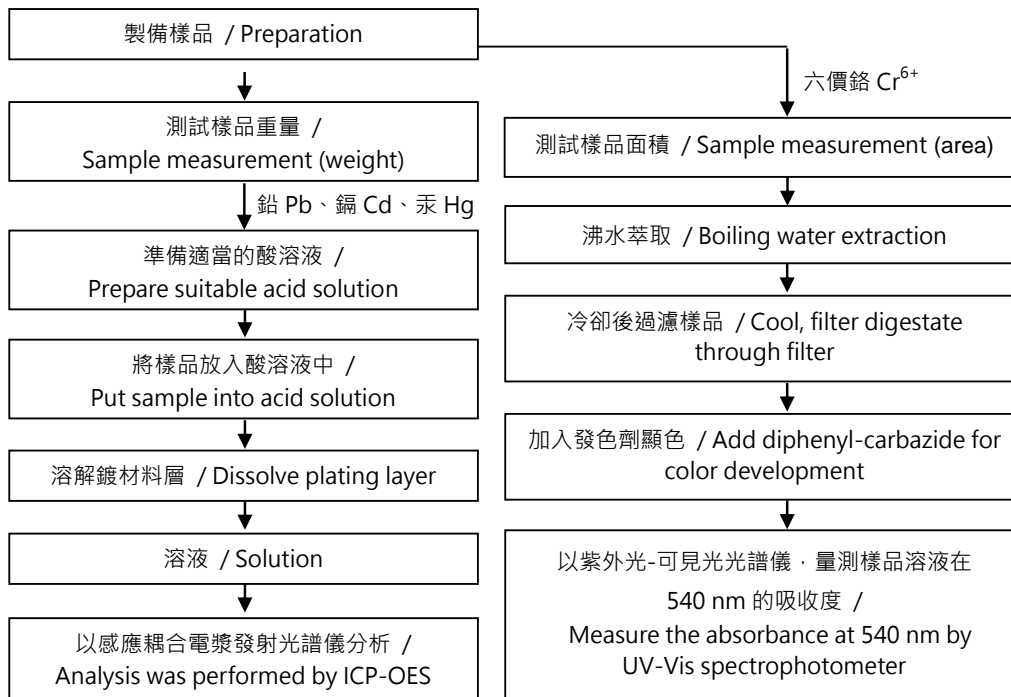 製備樣品 / Preparation
測試樣品重量 /
Sample measurement (weight)
鉛 Pb、鎘 Cd、汞 Hg
準備適當的酸溶液 /
Prepare suitable acid solution
將樣品放入酸溶液中 /
Put sample into acid solution
溶解鍍材料層 / Dissolve plating layer
溶液 / Solution
以感應耦合電漿發射光譜儀分析 /
Analysis was performed by ICP-OES
六價鉻 Cr⁶⁺
測試樣品面積 / Sample measurement (area)
沸水萃取 / Boiling water extraction
冷卻後過濾樣品 / Cool, filter digestate
through filter
加入發色劑顯色 / Add diphenyl-carbazide for
color development
以紫外光-可見光光譜儀，量測樣品溶液在
540 nm 的吸收度 /
Measure the absorbance at 540 nm by
UV-Vis spectrophotometer